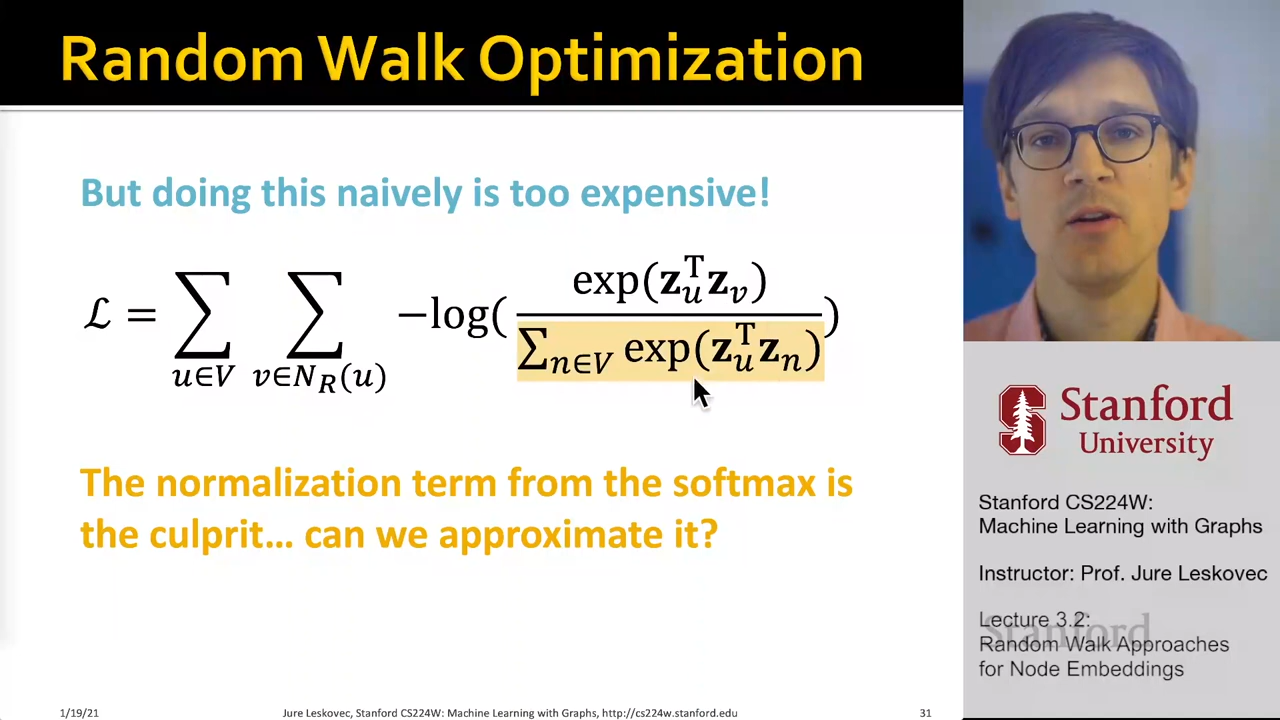 Random Walk Optimization
But doing this naively is too expensive!
ℒ = ∑_{u∈V} ∑_{v∈N_R(u)} −log( exp(𝐳_u^T 𝐳_v) / ∑_{n∈V} exp(𝐳_u^T 𝐳_n) )
The normalization term from the softmax is
the culprit… can we approximate it?
1/19/21
Jure Leskovec, Stanford CS224W: Machine Learning with Graphs, http://cs224w.stanford.edu
31
S
Stanford
University
Stanford CS224W:
Machine Learning with Graphs
Instructor: Prof. Jure Leskovec
Lecture 3.2:
Stanford
Random Walk Approaches
for Node Embeddings